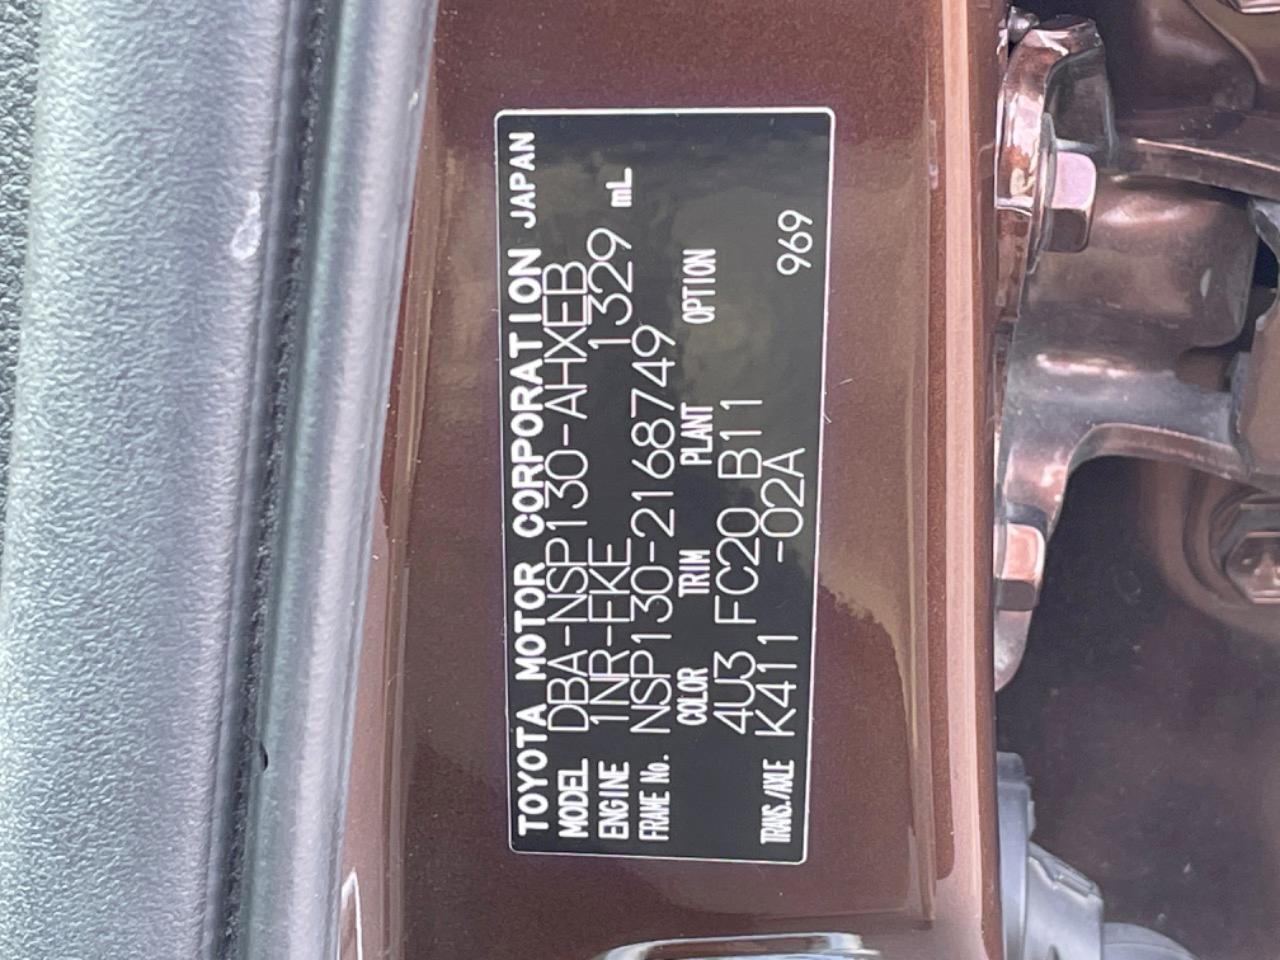 TOYOTA MOTOR CORPORATION JAPAN
MODEL DBA-NSP130-AHXEB
ENGINE 1NR-FKE 1329 mL
FRAME No. NSP130-2168749
COLOR TRIM PLANT OPTION
4U3 FC20 B11
TRANS./AXLE K411 -02A 969